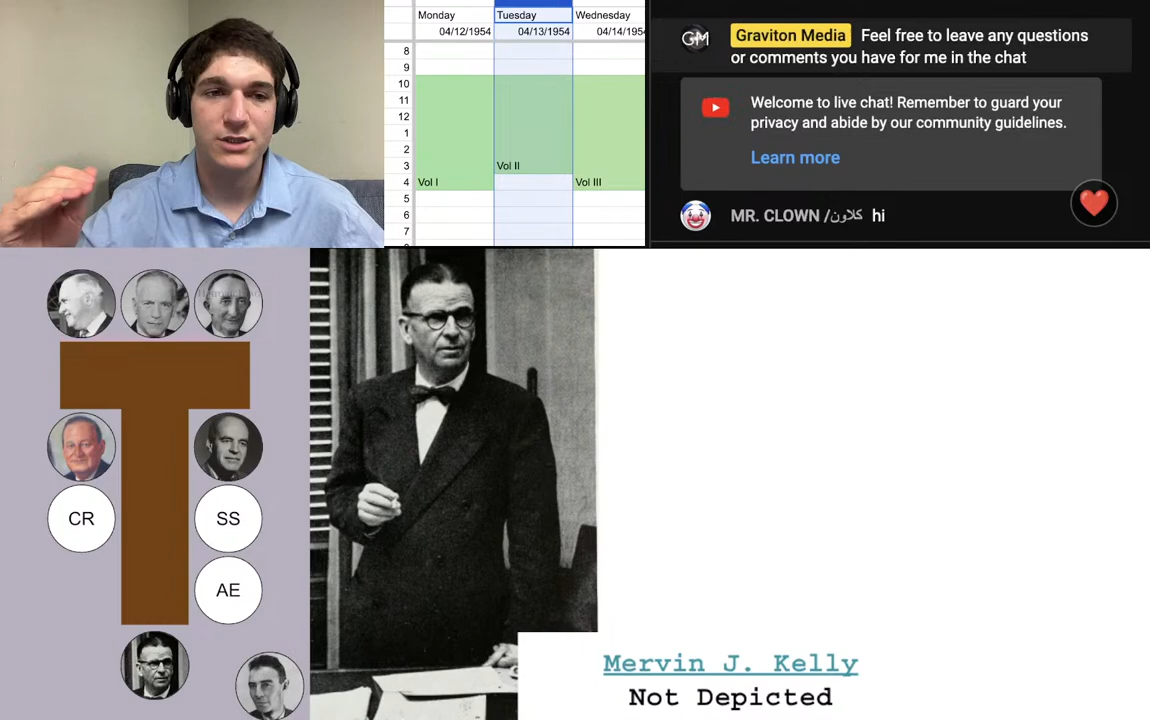 Monday
Tuesday
Wednesday
04/12/1954
04/13/1954
04/14/195
8
9
10
11
12
1
2
3
4
5
6
7
Vol II
Vol I
Vol III
GM
Graviton Media Feel free to leave any questions
or comments you have for me in the chat
Welcome to live chat! Remember to guard your
privacy and abide by our community guidelines.
Learn more
MR. CLOWN /كلاون hi
CR
SS
AE
Mervin J. Kelly
Not Depicted